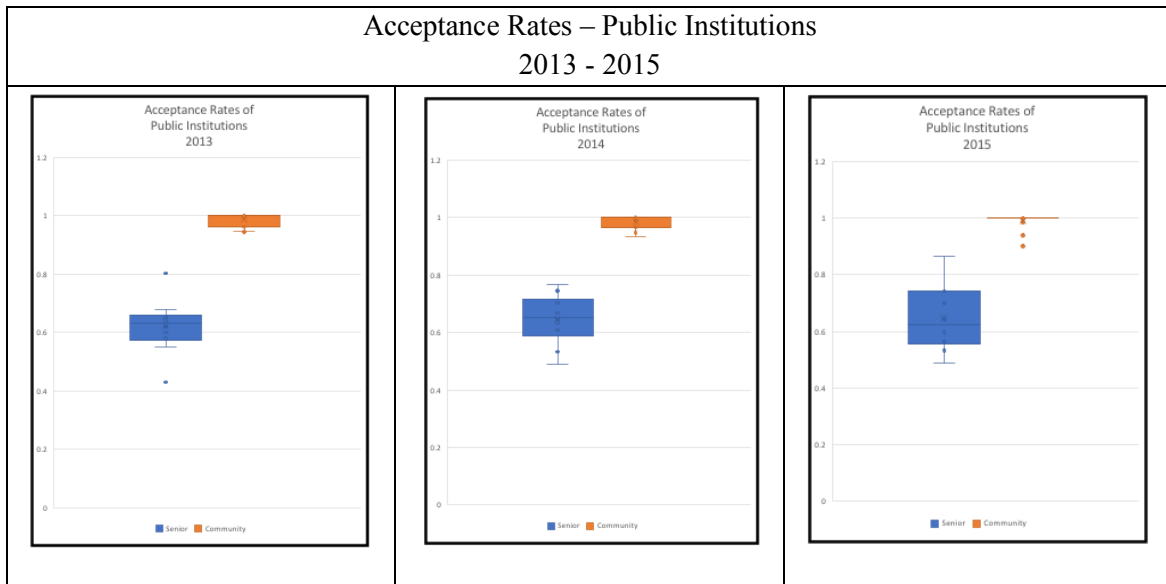 Acceptance Rates – Public Institutions
2013 - 2015
Acceptance Rates of
Public Institutions
2013
1.2
1
0.8
0.6
0.4
0.2
0
Senior Community
Acceptance Rates of
Public Institutions
2014
1.2
1
0.8
0.6
0.4
0.2
0
Senior Community
Acceptance Rates of
Public Institutions
2015
1.2
1
0.8
0.6
0.4
0.2
0
Senior Community